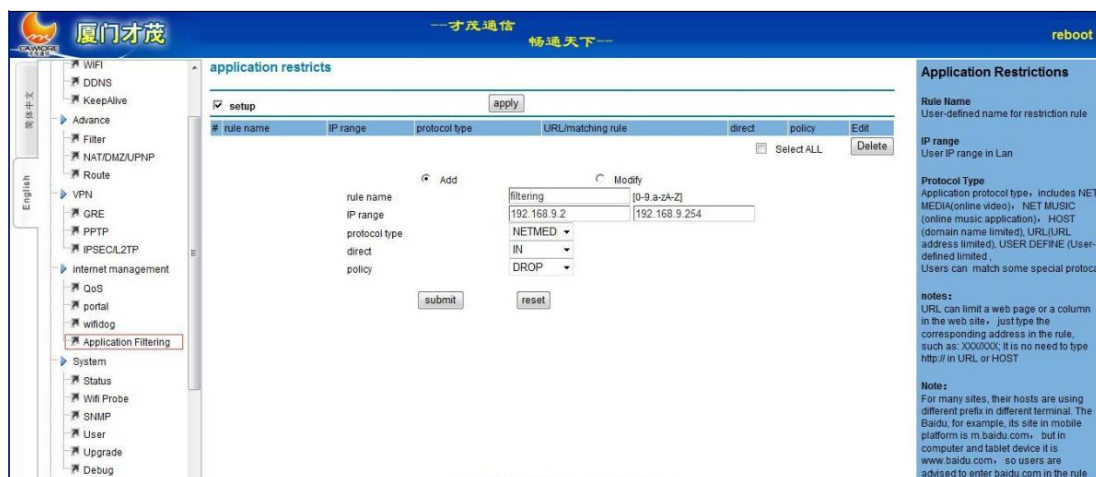 CAIMORE
厦门才茂
--才茂通信
畅通天下--
reboot
简体中文
English
WIFI
DDNS
KeepAlive
Advance
Filter
NAT/DMZ/UPNP
Route
VPN
GRE
PPTP
IPSEC/L2TP
internet management
QoS
portal
wifidog
Application Filtering
System
Status
Wifi Probe
SNMP
User
Upgrade
Debug
application restricts
setup apply
# rule name IP range protocol type URL/matching rule direct policy Edit
Select ALL Delete
Add Modify
rule name filtering [0-9.a-zA-Z]
IP range 192.168.9.2 192.168.9.254
protocol type NETMED
direct IN
policy DROP
submit reset
Application Restrictions
Rule Name
User-defined name for restriction rule
IP range
User IP range in Lan
Protocol Type
Application protocol type，includes NET
MEDIA(online video)，NET MUSIC
(online music application)，HOST
(domain name limited), URL(URL
address limited), USER DEFINE (User-
defined limited ,
Users can match some special protoca
notes：
URL can limit a web page or a column
in the web site，just type the
corresponding address in the rule,
such as: XXX/XXX; It is no need to type
http:// in URL or HOST
Note：
For many sites, their hosts are using
different prefix in different terminal. The
Baidu, for example, its site in mobile
platform is m.baidu.com，but in
computer and tablet device it is
www.baidu.com，so users are
advised to enter baidu.com in the rule